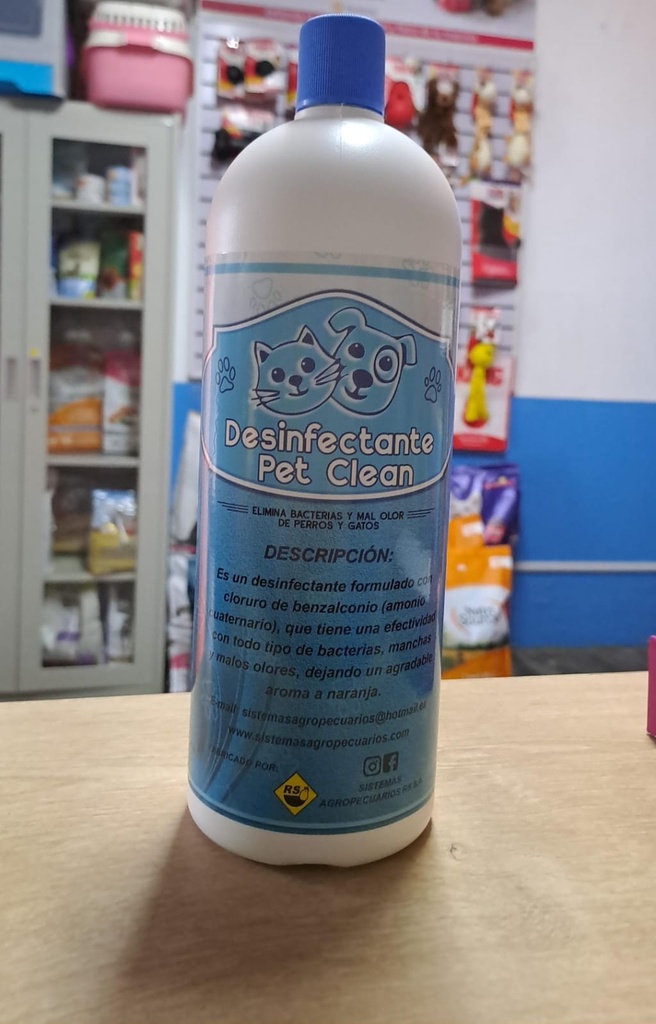 Desinfectante
Pet Clean
ELIMINA BACTERIAS Y MAL OLOR
DE PERROS Y GATOS
DESCRIPCIÓN:
Es un desinfectante formulado con
cloruro de benzalconio (amonio
cuaternario), que tiene una efectividad
con todo tipo de bacterias, manchas
y malos olores, dejando un agradable
aroma a naranja.
E-mail: sistemasagropecuarios@hotmail.es
www.sistemasagropecuarios.com
FABRICADO POR:
RS
SISTEMAS
AGROPECUARIOS RS